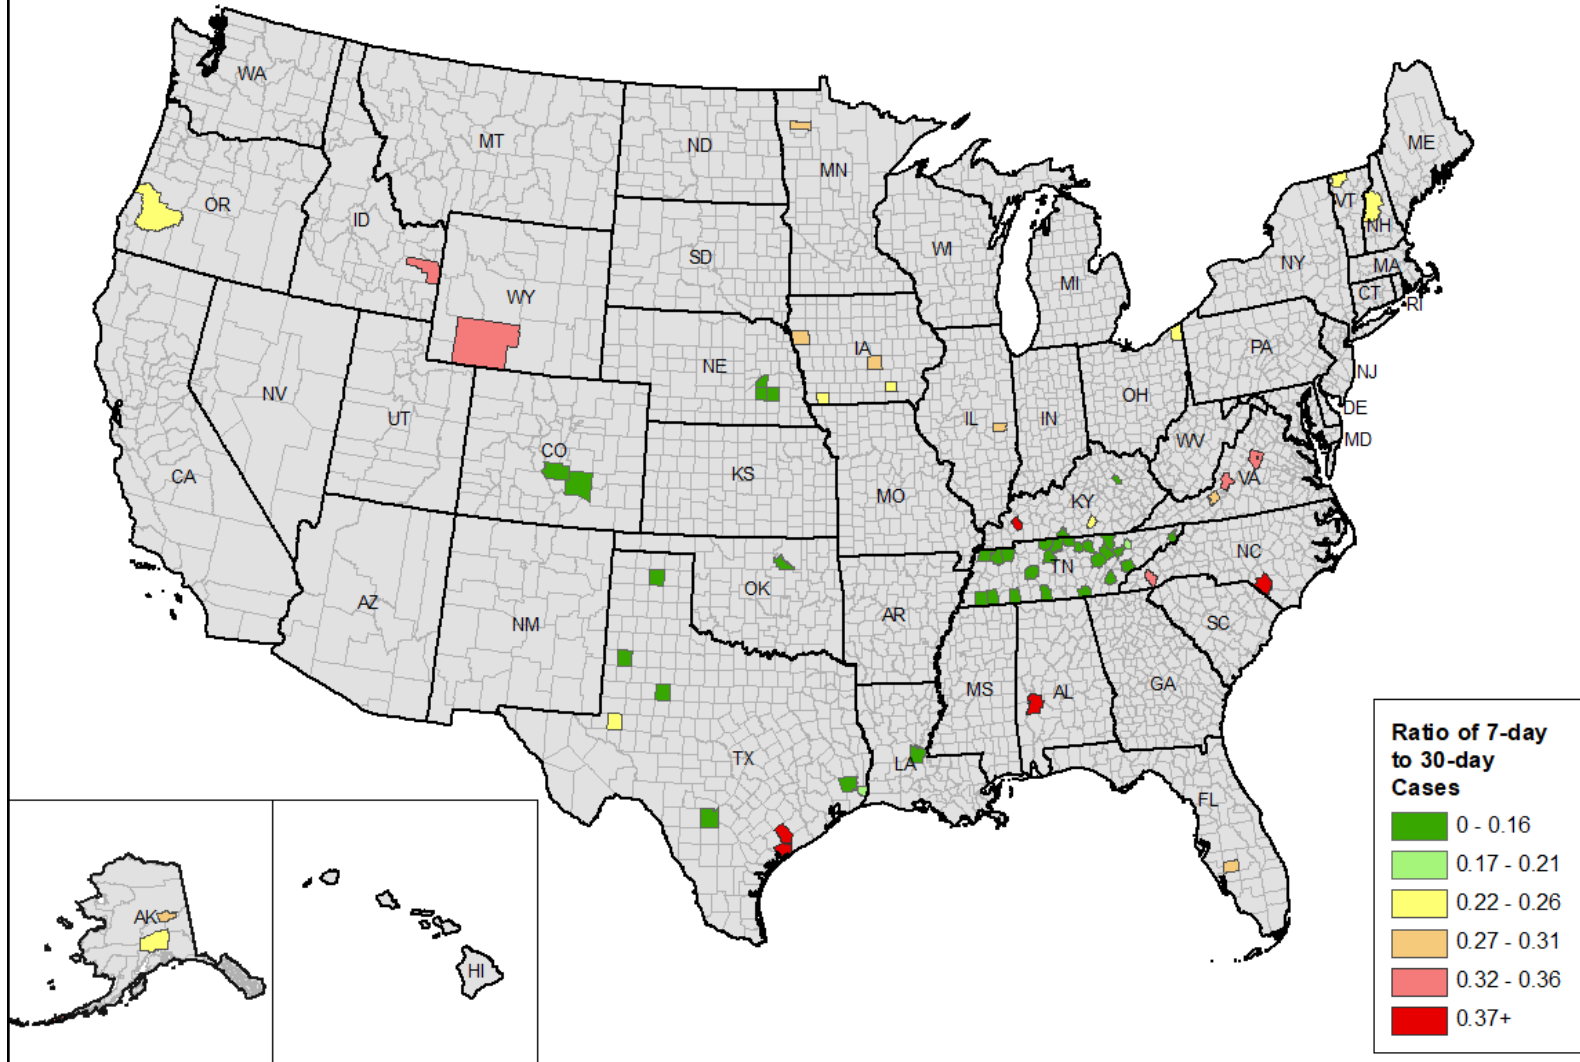 WA
MT
ND
MN
ME
OR
ID
SD
WI
VT
NH
WY
MI
NY
MA
CT
RI
NE
IA
PA
NV
UT
IL
IN
OH
NJ
DE
MD
CO
CA
KS
MO
WV
VA
KY
AZ
NM
OK
AR
TN
NC
SC
MS
AL
GA
TX
LA
FL
AK
HI
Ratio of 7-day
to 30-day
Cases
0 - 0.16
0.17 - 0.21
0.22 - 0.26
0.27 - 0.31
0.32 - 0.36
0.37+